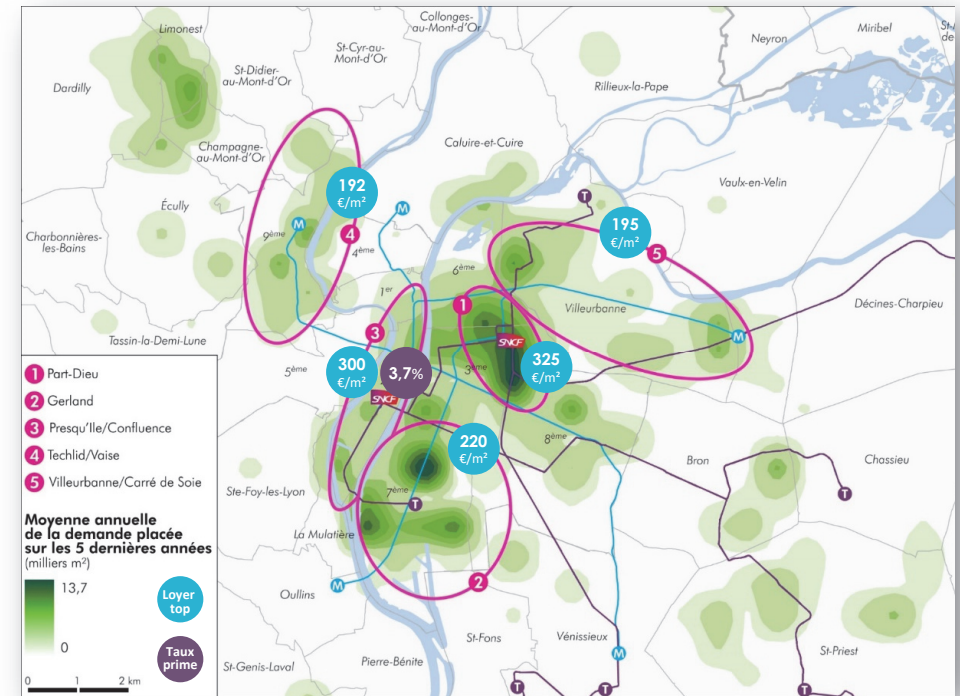 Collonges-
au-Mont-d'Or
Limonest
St-Cyr-au-
Mont-d'Or
Neyron
Miribel
St-Didier-
au-Mont-d'Or
Dardilly
Rillieux-la-Pape
Champagne-
au-Mont-d'Or
Caluire-et-Cuire
Vaulx-en-Velin
192
€/m²
T
M
Écully
M
4
195
€/m²
5
Charbonnières-
les-Bains
9ème
4ème
6ème
1er
1
Villeurbanne
Décines-Charpieu
3
Tassin-la-Demi-Lune
SNCF
M
5ème
300
€/m²
3,7%
3ème
325
€/m²
SNCF
8ème
220
€/m²
Bron
Chassieu
7ème
T
T
Ste-Foy-les-Lyon
La Mulatière
M
2
Oullins
St-Fons
Vénissieux
M
St-Priest
Pierre-Bénite
St-Genis-Laval
T
T
T
1 Part-Dieu
2 Gerland
3 Presqu'Ile/Confluence
4 Techlid/Vaise
5 Villeurbanne/Carré de Soie
Moyenne annuelle
de la demande placée
sur les 5 dernières années
(milliers m²)
13,7
0
Loyer
top
Taux
prime
0 1 2 km